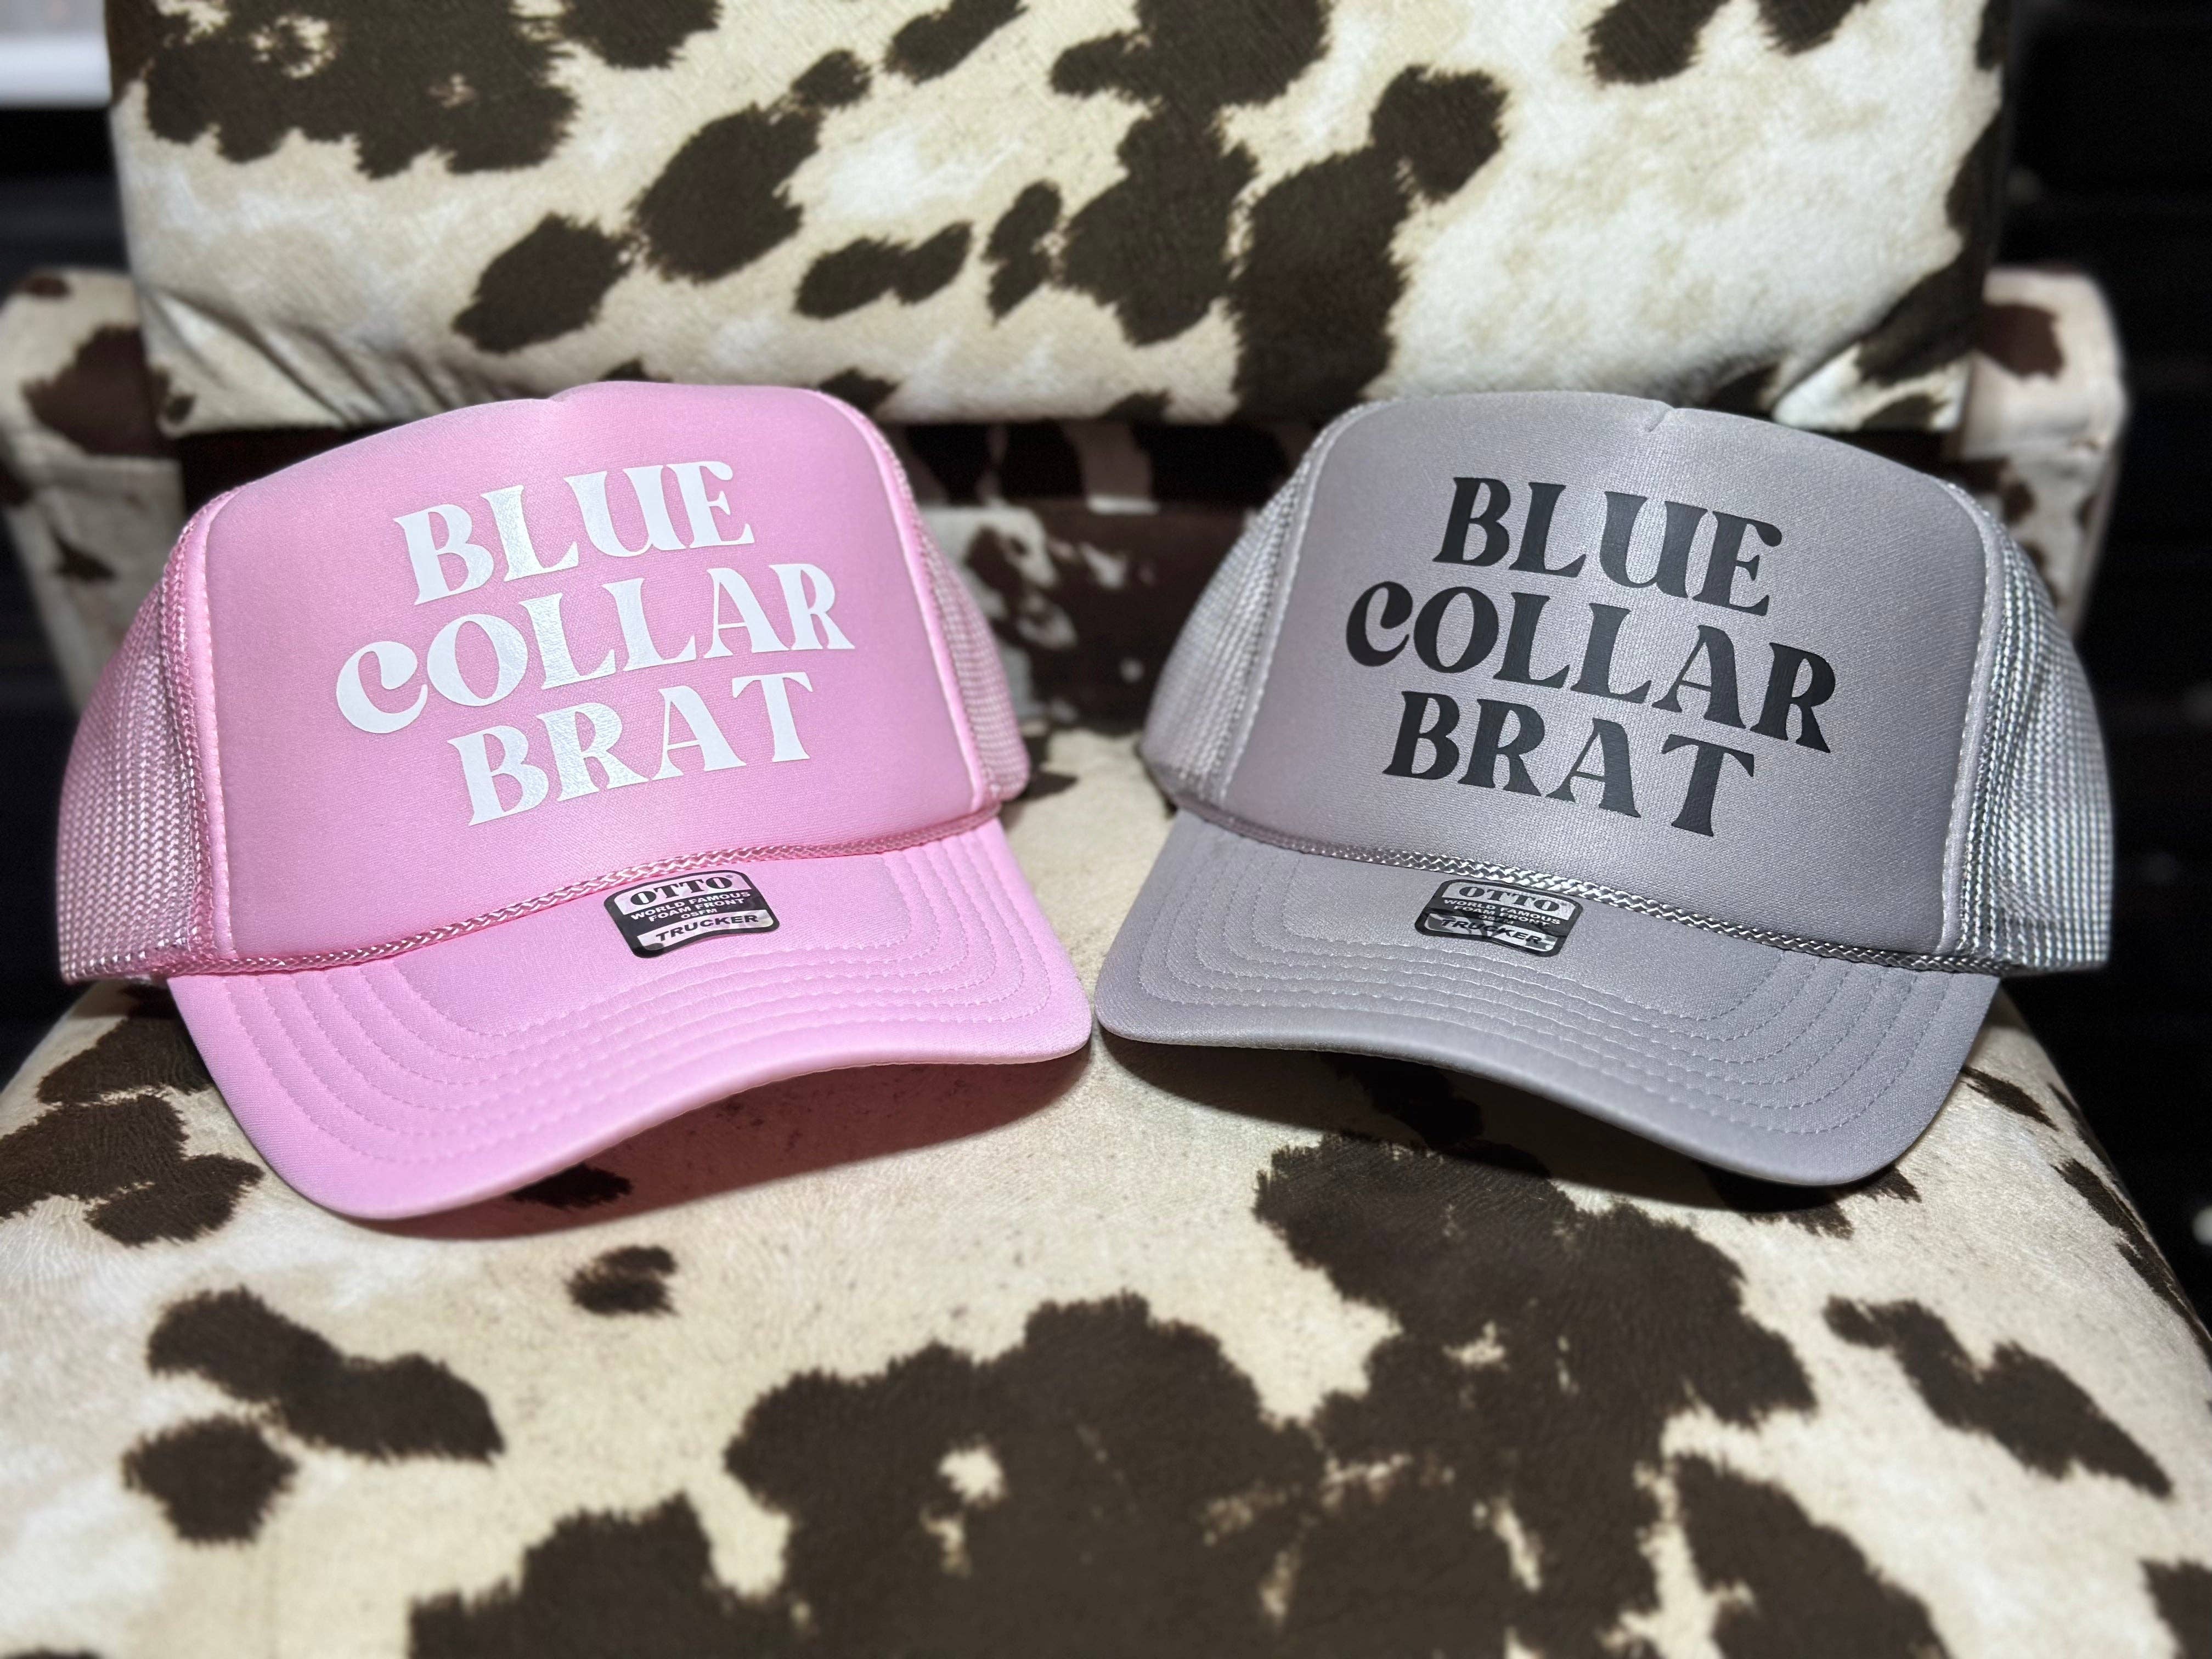 BLUE
COLLAR
BRAT
OTTO
WORLD FAMOUS
FOAM FRONT
OSFM
TRUCKER
BLUE
COLLAR
BRAT
OTTO
WORLD FAMOUS
FOAM FRONT
OSFM
TRUCKER